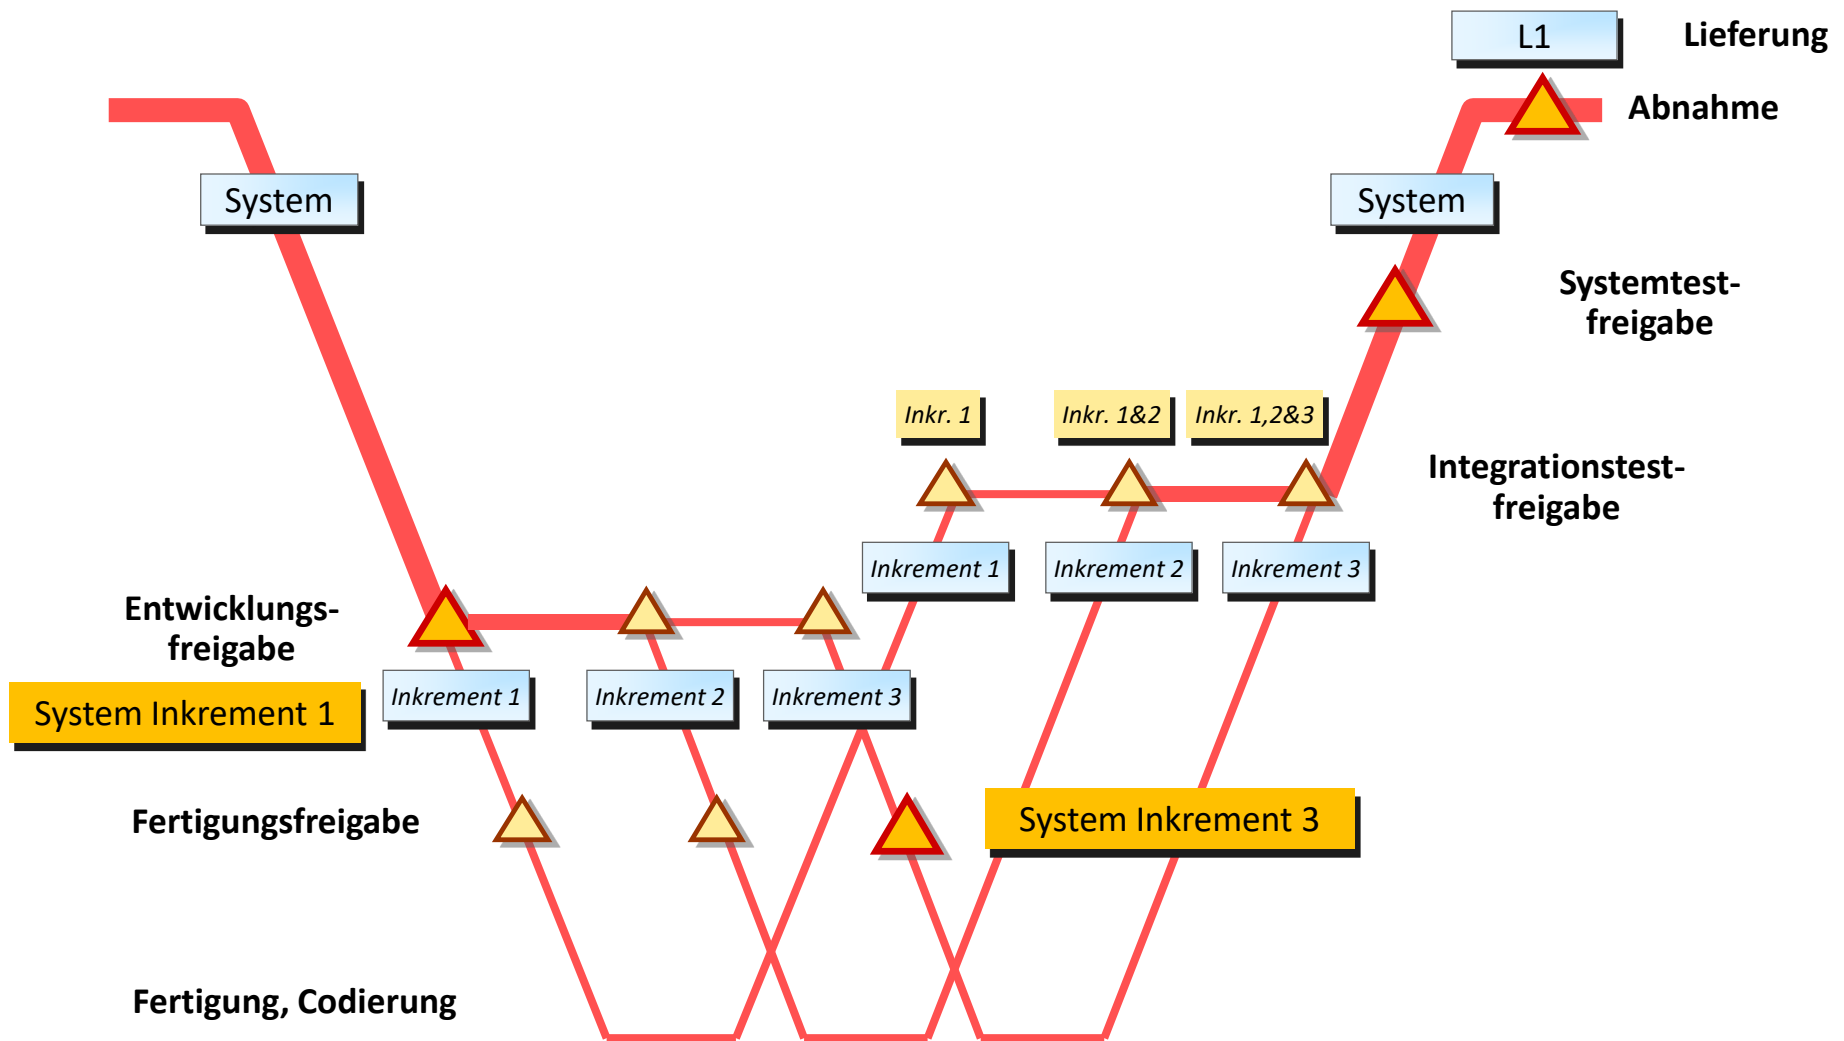 L1
Lieferung
Abnahme
System
System
Systemtest-
freigabe
Inkr. 1
Inkr. 1&2
Inkr. 1,2&3
Integrationstest-
freigabe
Inkrement 1
Inkrement 2
Inkrement 3
Entwicklungs-
freigabe
Inkrement 1
Inkrement 2
Inkrement 3
System Inkrement 1
Fertigungsfreigabe
System Inkrement 3
Fertigung, Codierung